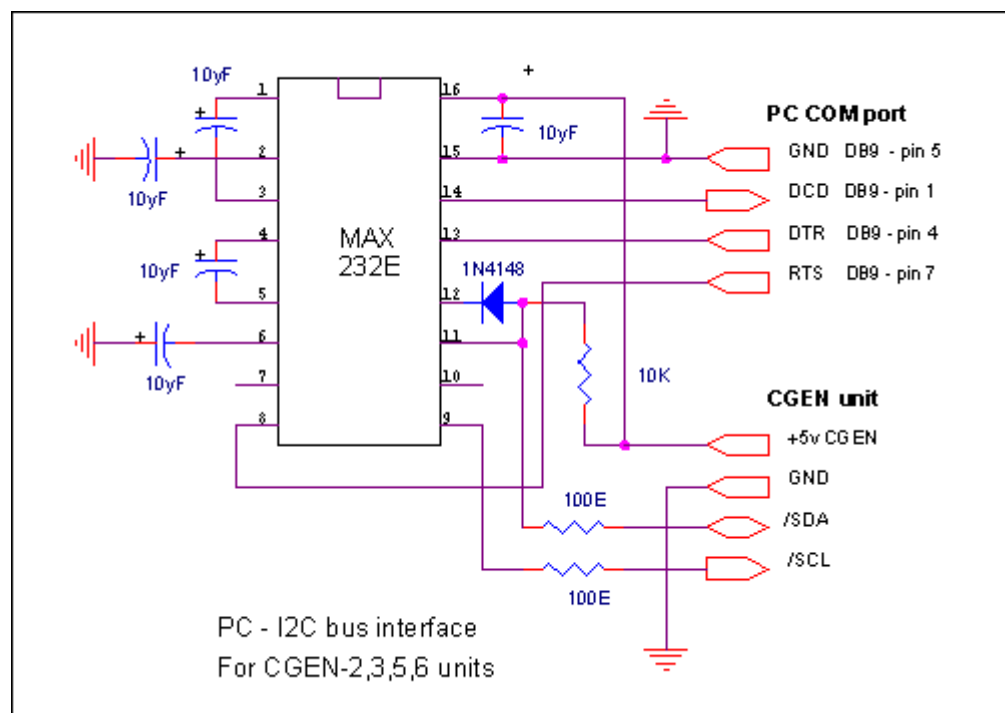 10yF
1
16
+
+
10yF
PC COM port
2
15
GND DB9 - pin 5
+
10yF
3
14
DCD DB9 - pin 1
MAX
232E
4
13
DTR DB9 - pin 4
+
10yF
1N4148
RTS DB9 - pin 7
5
12
+
6
11
10yF
10K
7
10
CGEN unit
8
9
+5v CGEN
GND
100E
/SDA
/SCL
100E
PC - I2C bus interface
For CGEN-2,3,5,6 units